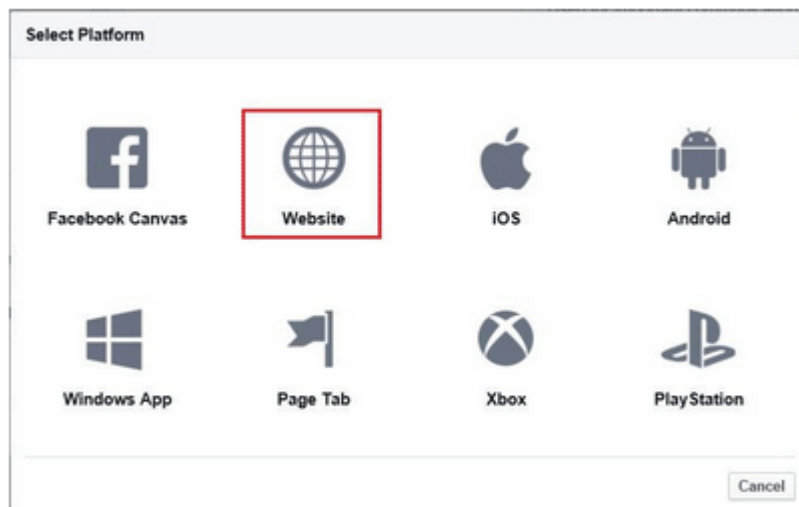 Select Platform
Facebook Canvas
Website
iOS
Android
Windows App
Page Tab
Xbox
PlayStation
Cancel